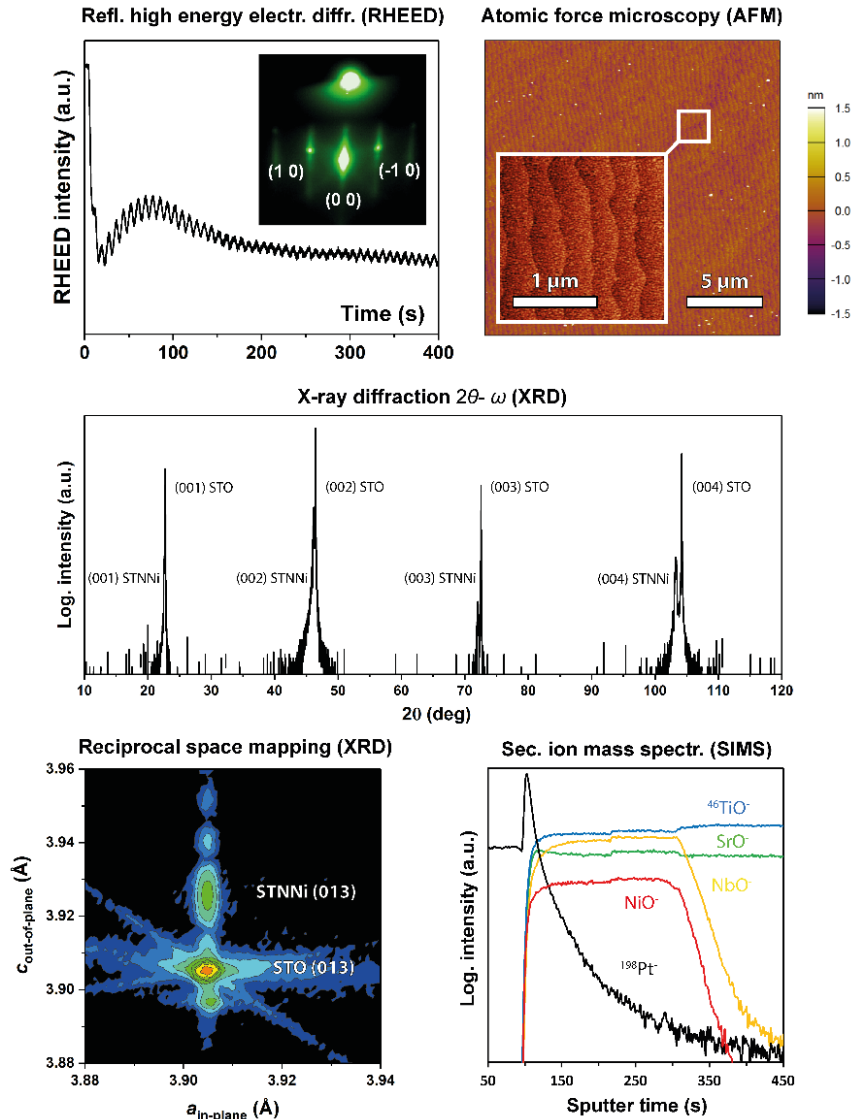 Refl. high energy electr. diffr. (RHEED)
RHEED intensity (a.u.)
(1 0)
(0 0)
(-1 0)
Time (s)
0 100 200 300 400
Atomic force microscopy (AFM)
1 µm
5 µm
nm
1.5
1.0
0.5
0.0
-0.5
-1.0
-1.5
X-ray diffraction 2θ- ω (XRD)
Log. intensity (a.u.)
(001) STO
(002) STO
(003) STO
(004) STO
(001) STNNi
(002) STNNi
(003) STNNi
(004) STNNi
10 20 30 40 50 60 70 80 90 100 110 120
2θ (deg)
Reciprocal space mapping (XRD)
c out-of-plane (Å)
3.96
3.94
3.92
3.90
3.88
STNNi (013)
STO (013)
3.88 3.90 3.92 3.94
a in-plane (Å)
Sec. ion mass spectr. (SIMS)
Log. intensity (a.u.)
⁴⁶TiO⁻
SrO⁻
NbO⁻
NiO⁻
¹⁹⁸Pt⁻
50 150 250 350 450
Sputter time (s)